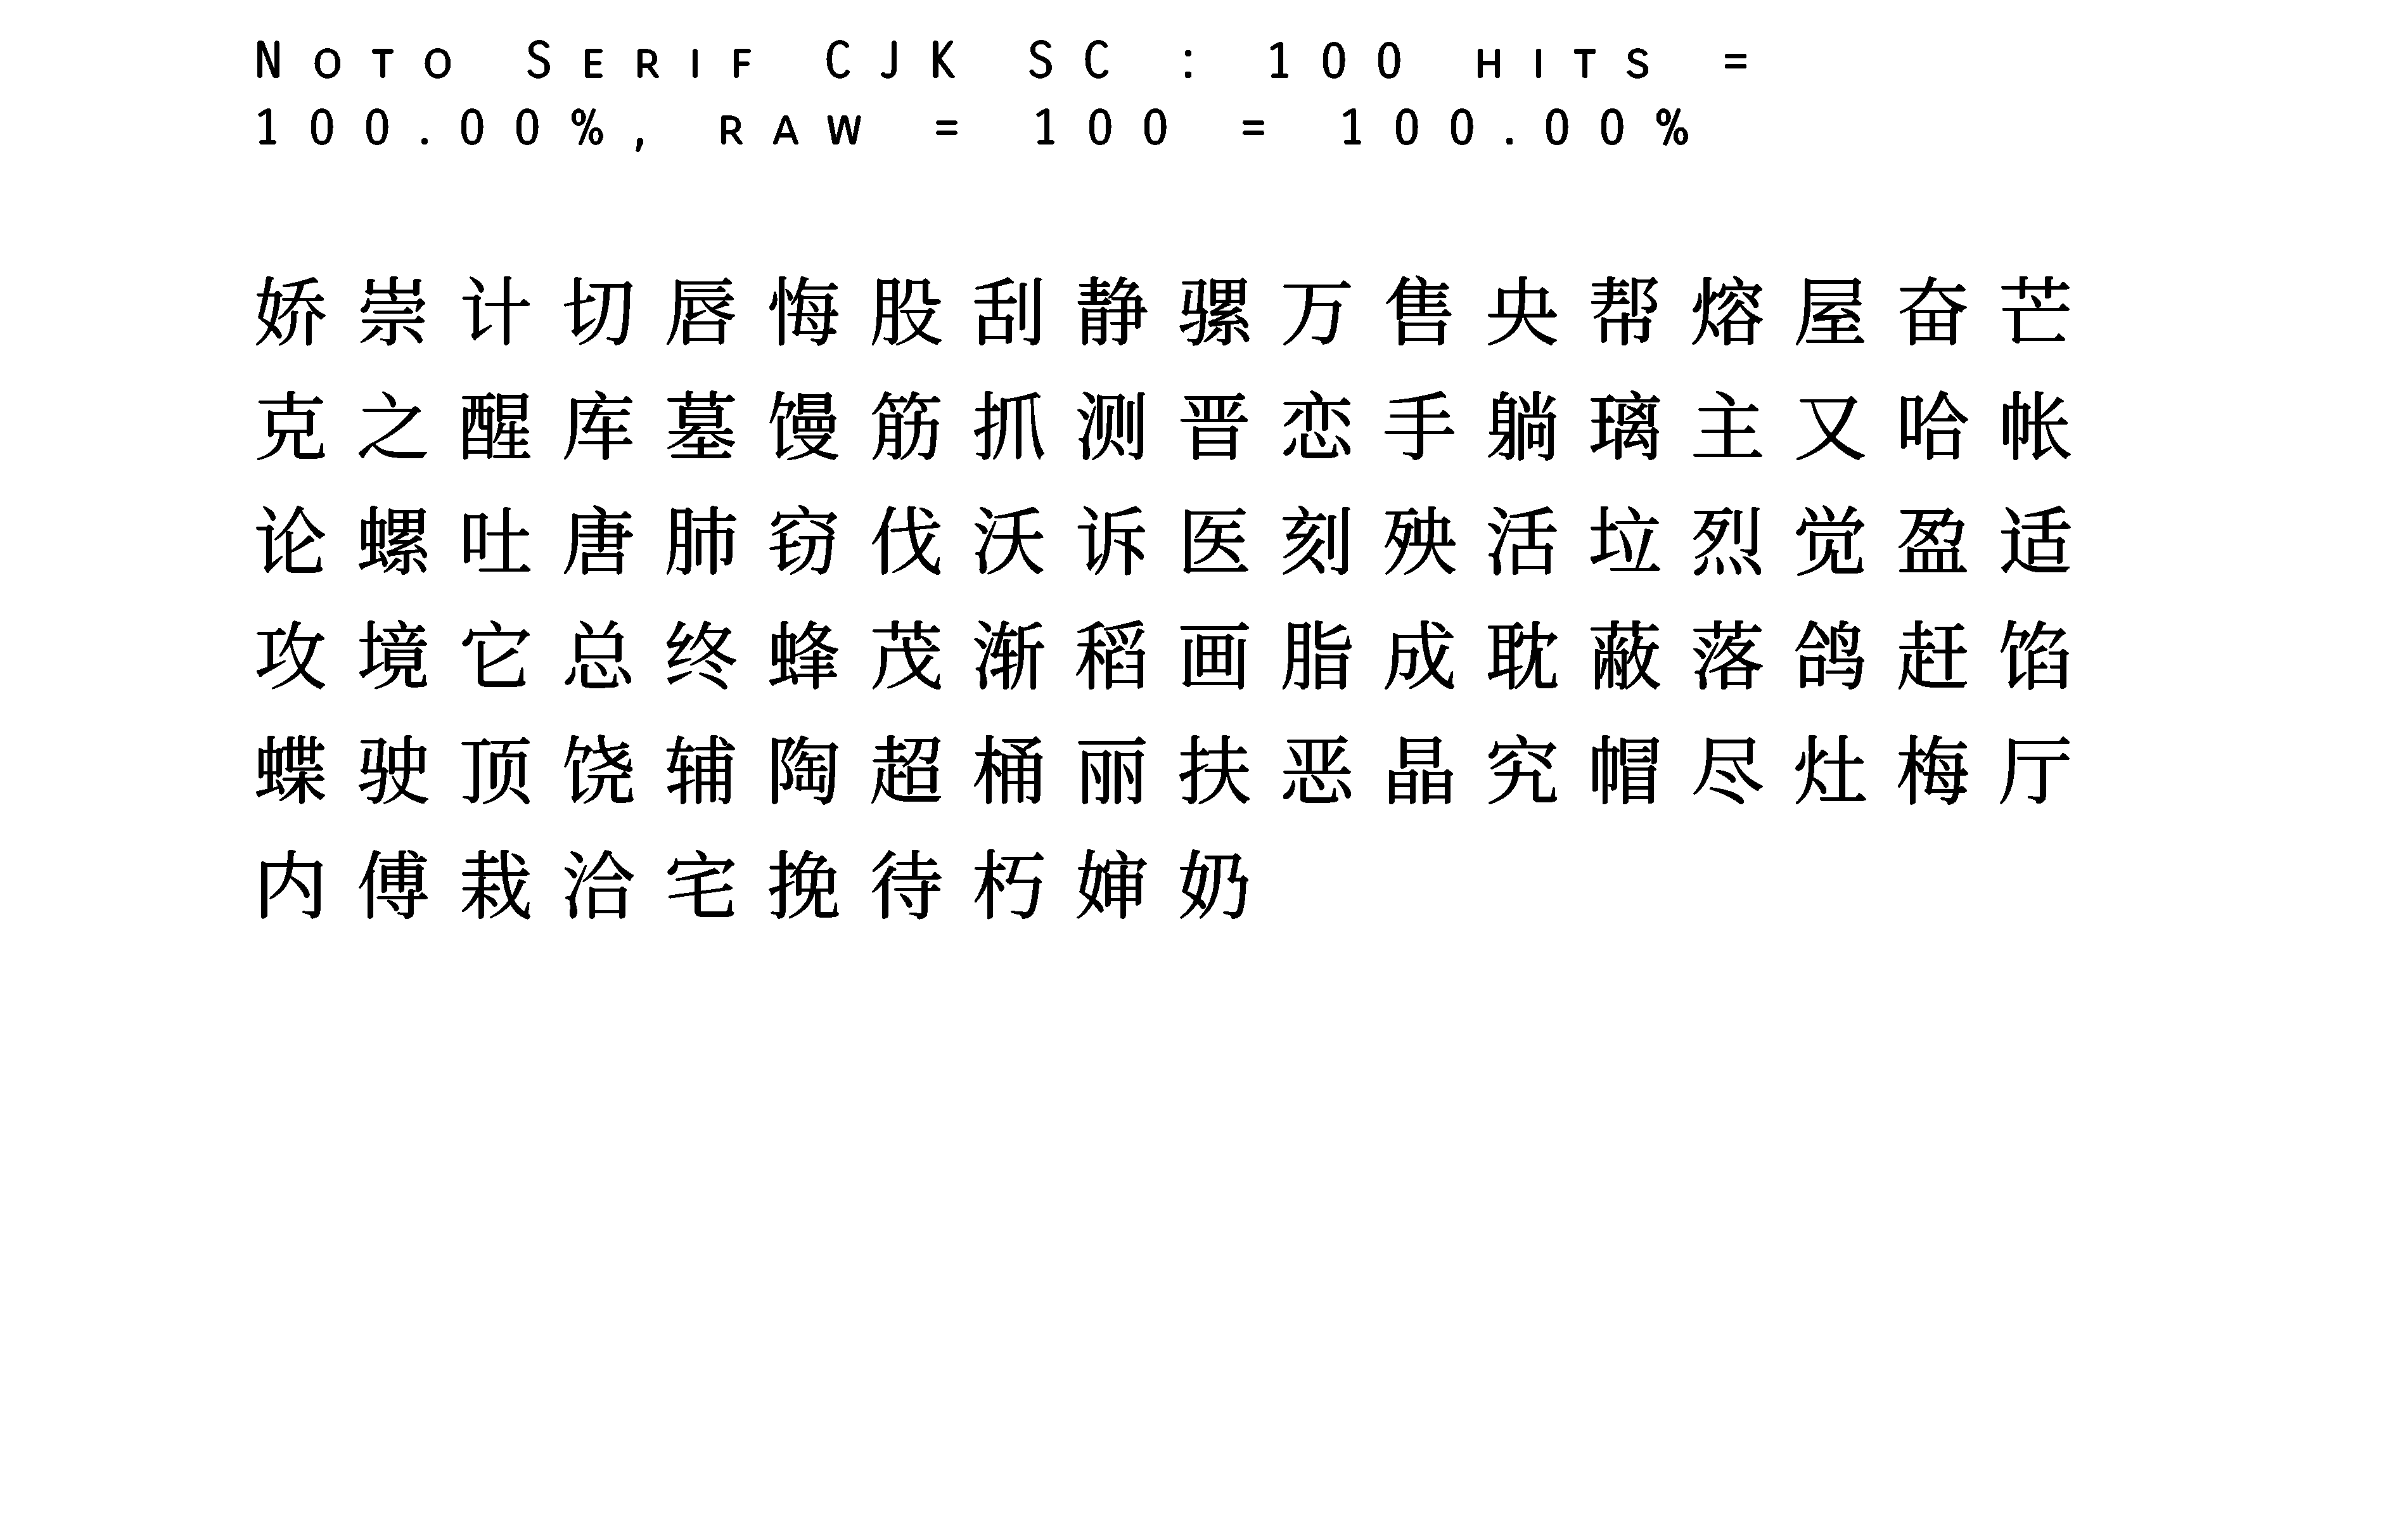 Noto Serif CJK SC : 100 hits =
100.00%, raw = 100 = 100.00%
娇崇计切唇悔股刮静骡万售央帮熔屋奋芒
克之醒库墓馒筋抓测晋恋手躺璃主又哈帐
论螺吐唐肺窃伐沃诉医刻殃活垃烈觉盈适
攻境它总终蜂茂渐稻画脂成耽蔽落鸽赶馅
蝶驶顶饶辅陶超桶丽扶恶晶究帽尽灶梅厅
内傅栽洽宅挽待朽婶奶